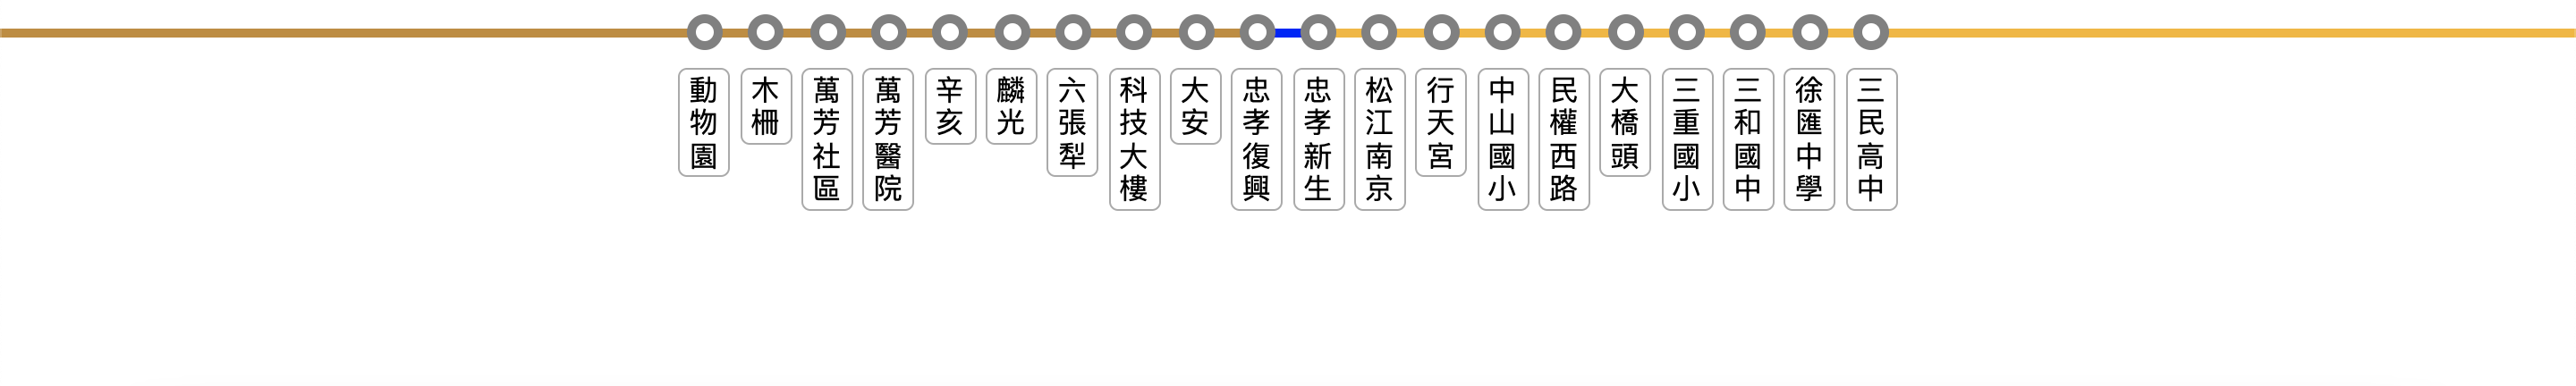 動物園
木柵
萬芳社區
萬芳醫院
辛亥
麟光
六張犁
科技大樓
大安
忠孝復興
忠孝新生
松江南京
行天宮
中山國小
民權西路
大橋頭
三重國小
三和國中
徐匯中學
三民高中